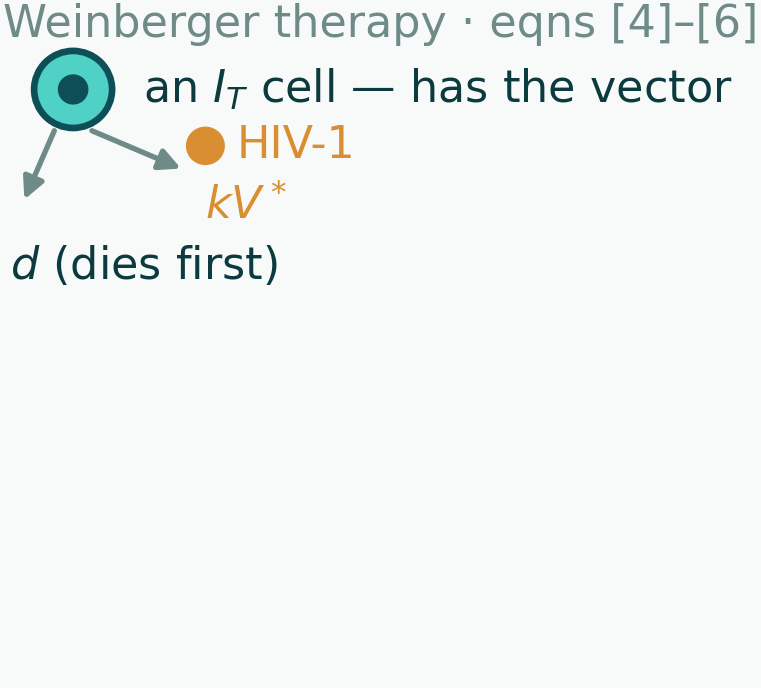 Weinberger therapy · eqns [4]–[6]
an I_T cell — has the vector
HIV-1
kV*
d (dies first)